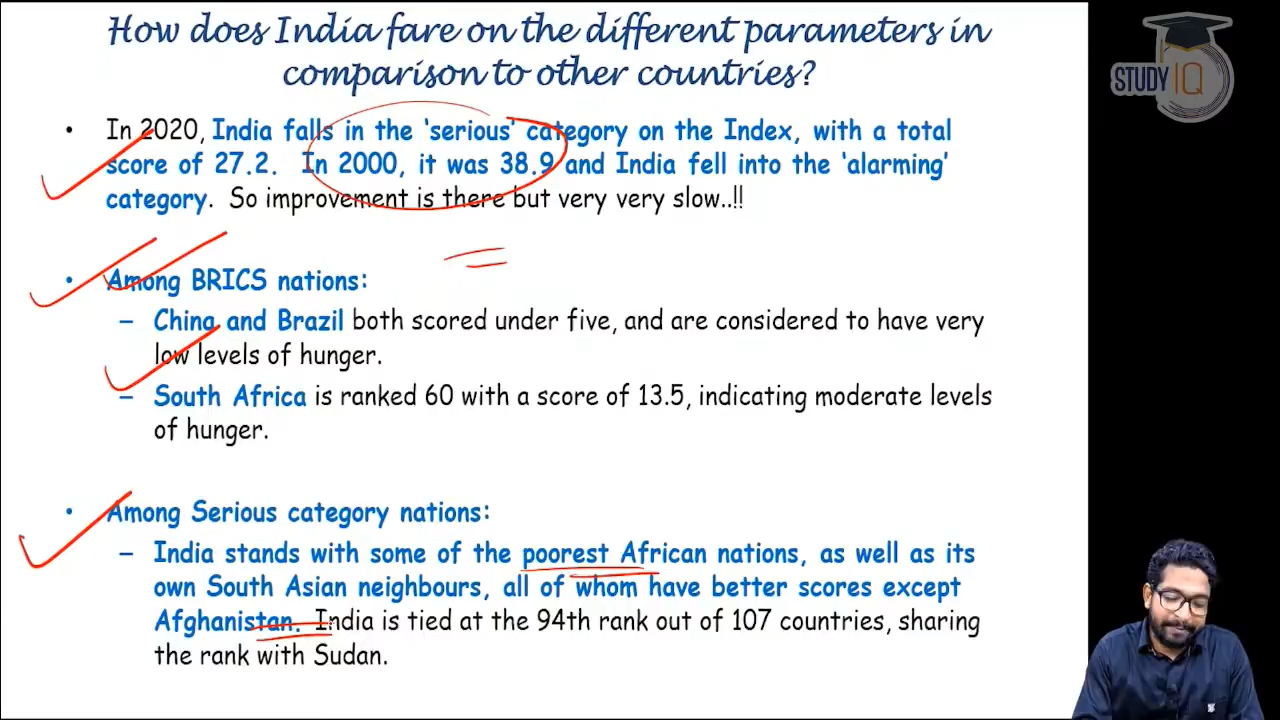 How does India fare on the different parameters in
comparison to other countries?
STUDY IQ
• In 2020, India falls in the ‘serious’ category on the Index, with a total
score of 27.2. In 2000, it was 38.9 and India fell into the ‘alarming’
category. So improvement is there but very very slow..!!
• Among BRICS nations:
– China and Brazil both scored under five, and are considered to have very
low levels of hunger.
– South Africa is ranked 60 with a score of 13.5, indicating moderate levels
of hunger.
• Among Serious category nations:
– India stands with some of the poorest African nations, as well as its
own South Asian neighbours, all of whom have better scores except
Afghanistan. India is tied at the 94th rank out of 107 countries, sharing
the rank with Sudan.